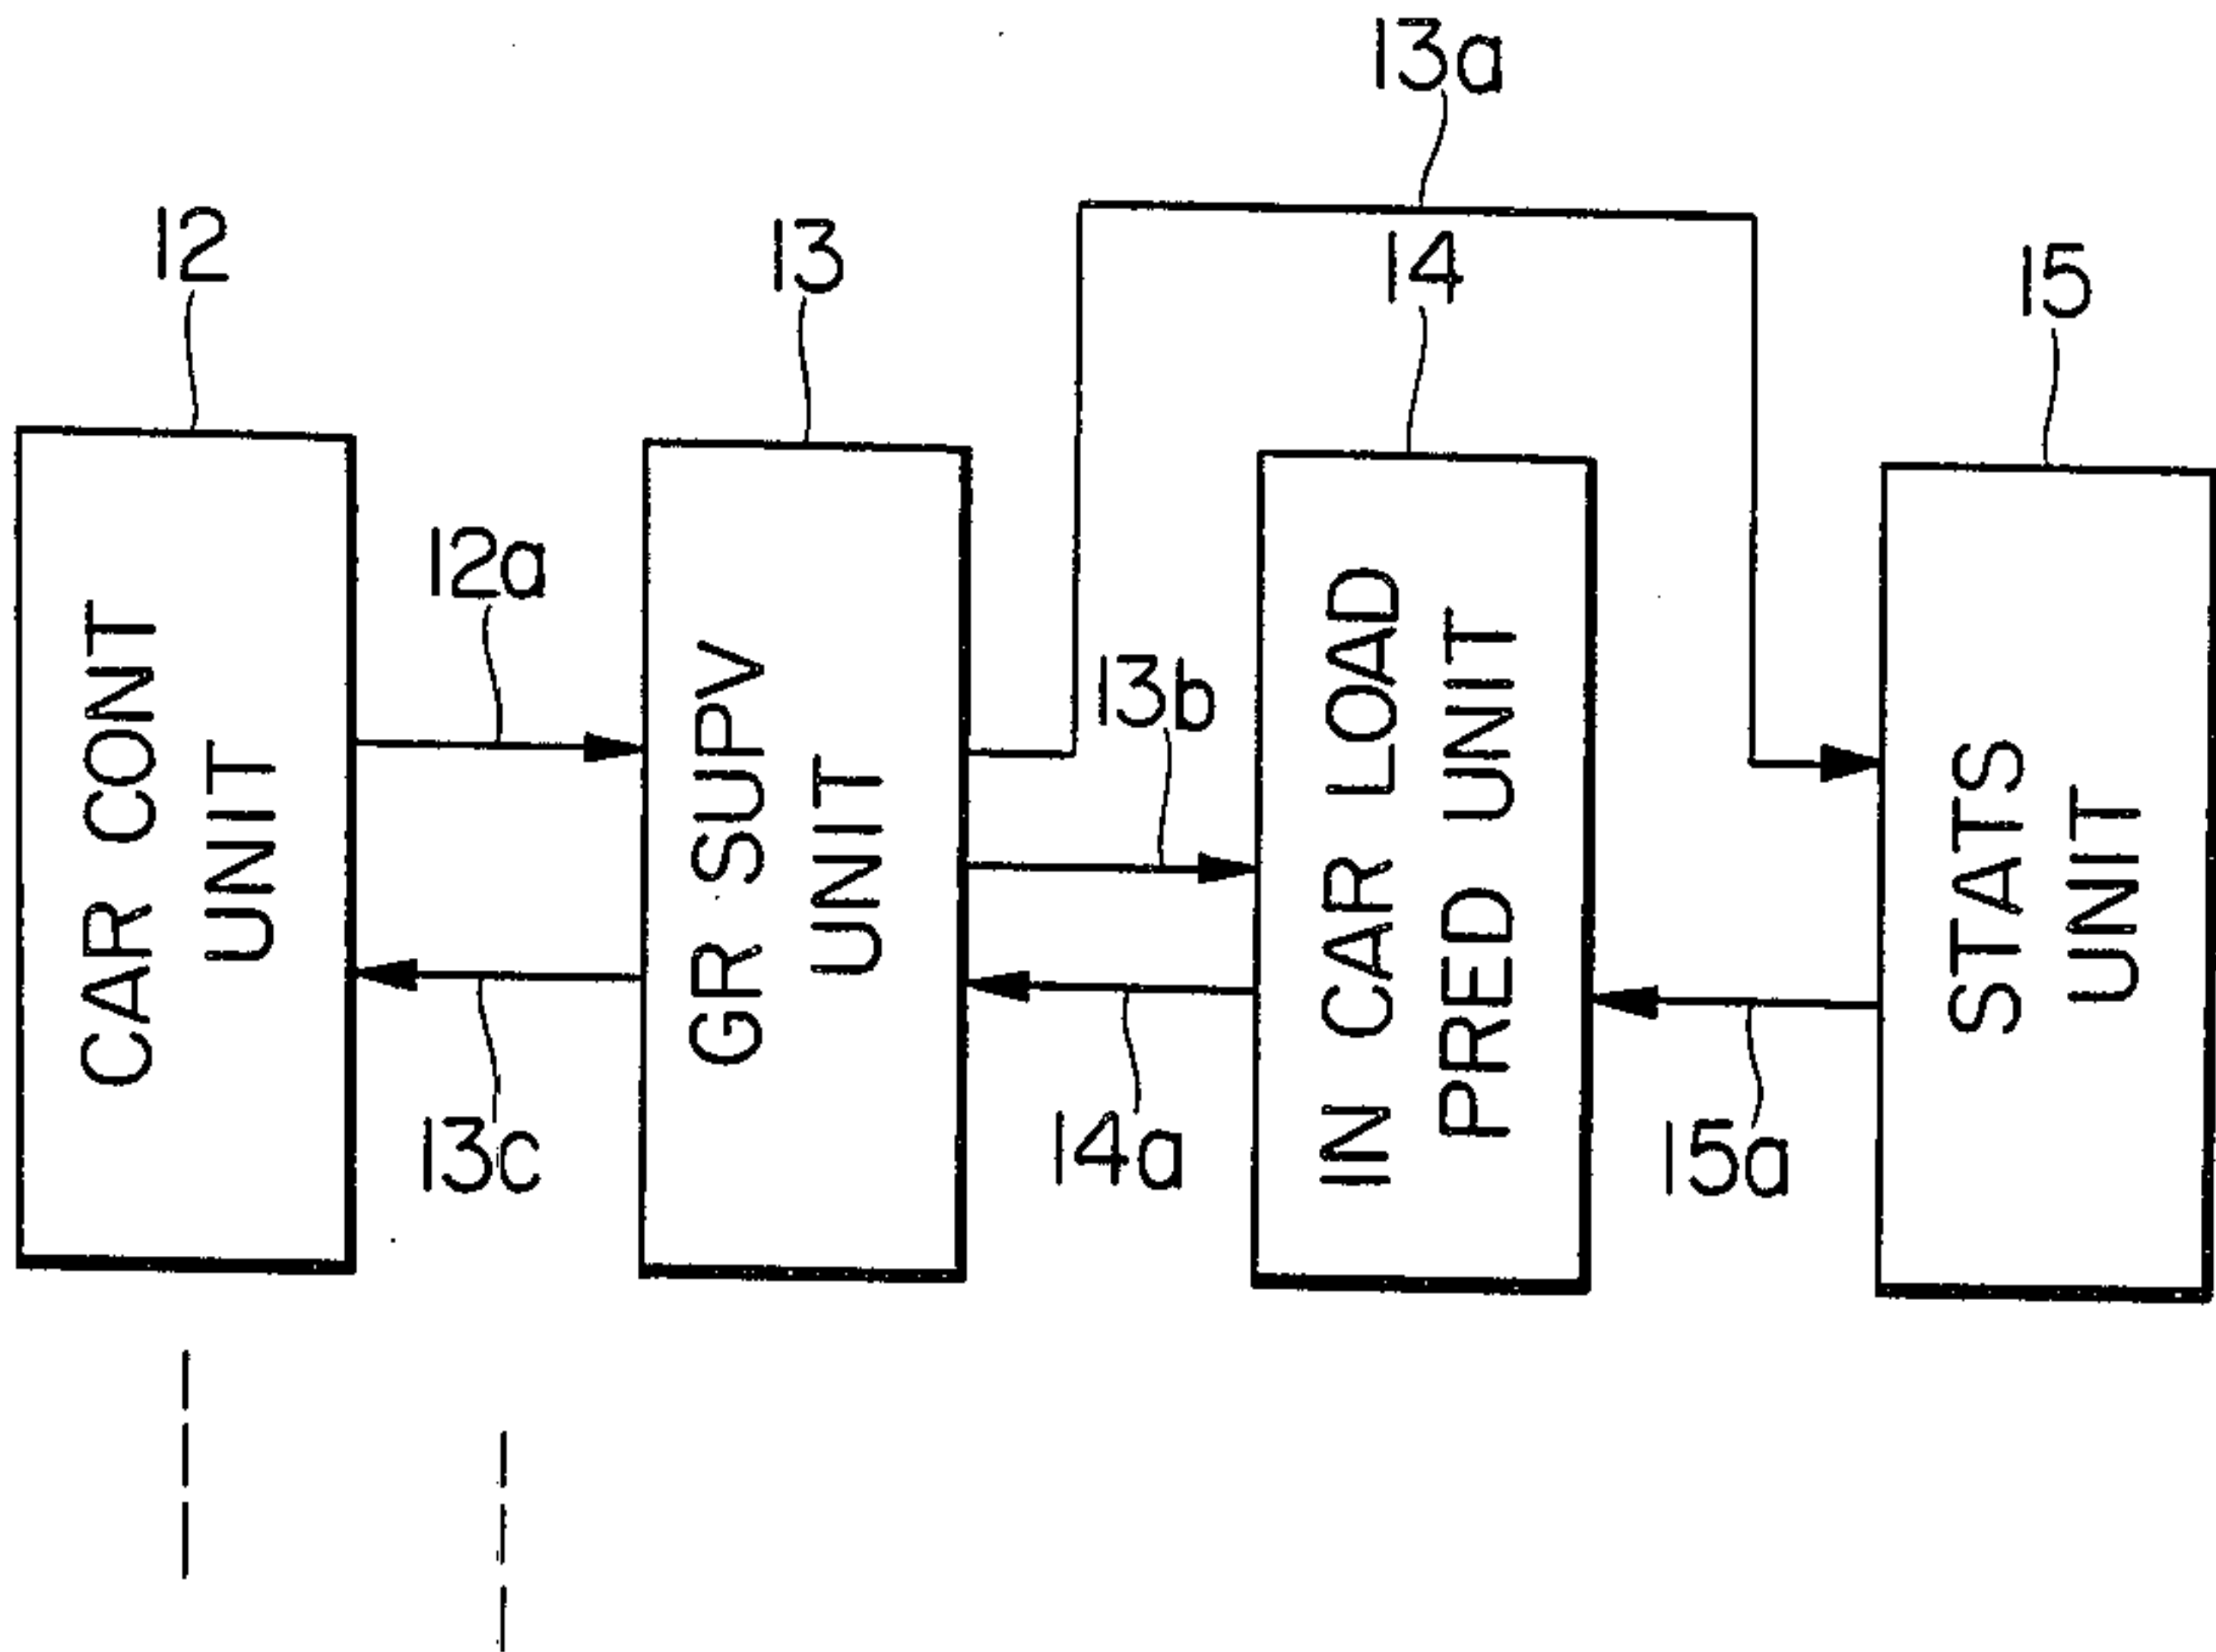 13a
12
13
14
15
12a
13b
CAR CONT
UNIT
GR SUPV
UNIT
IN CAR LOAD
PRED UNIT
STATS
UNIT
13c
14a
15a